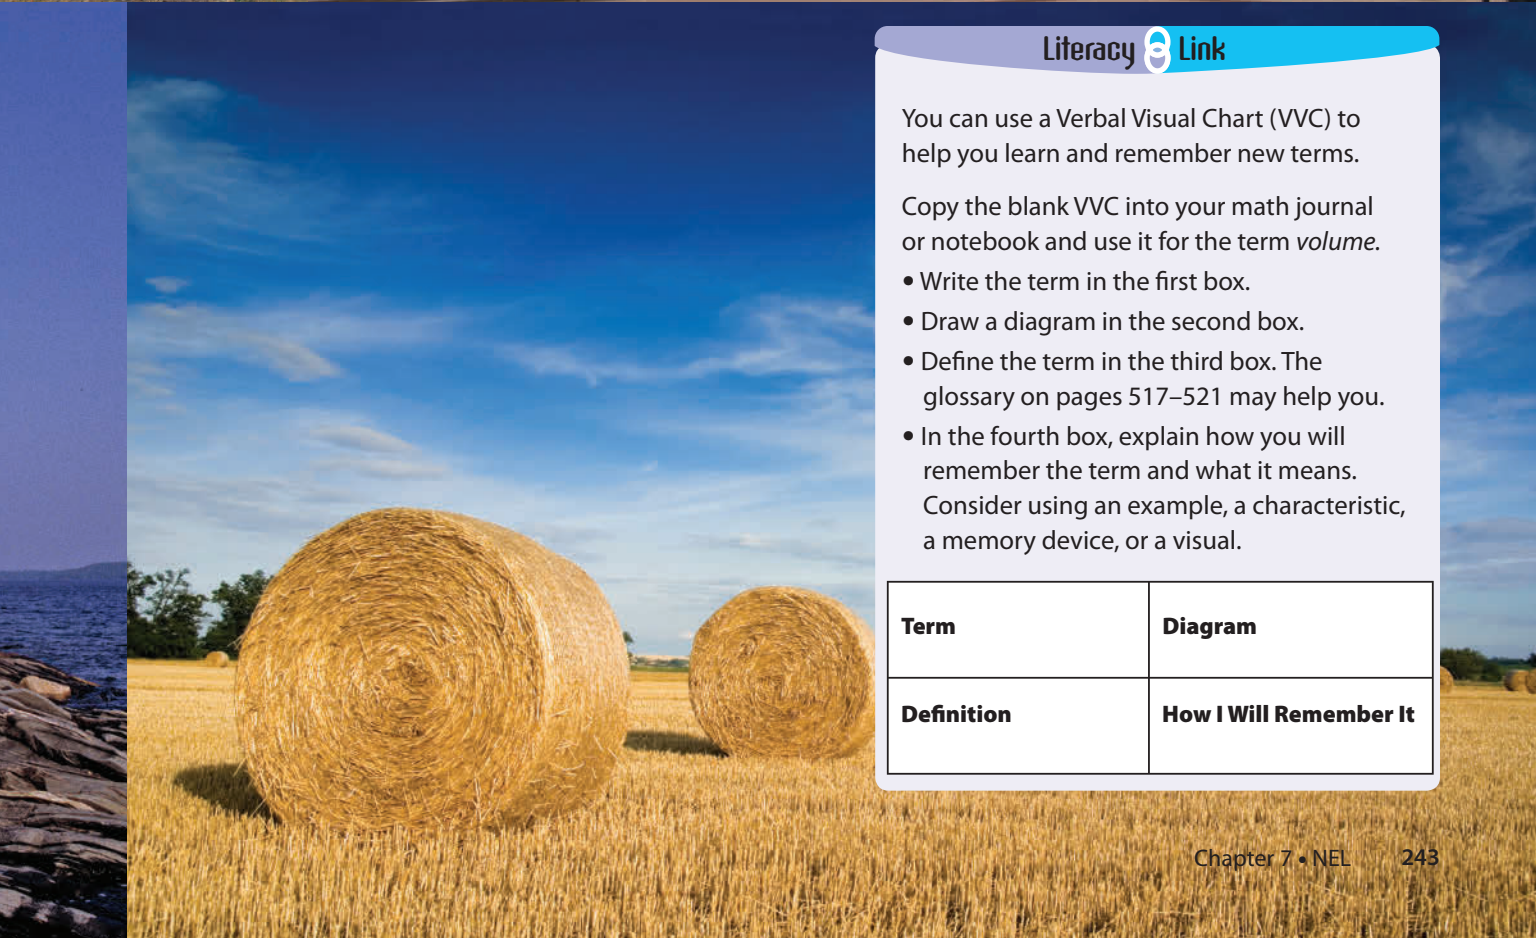 Literacy Link
You can use a Verbal Visual Chart (VVC) to
help you learn and remember new terms.
Copy the blank VVC into your math journal
or notebook and use it for the term volume.
• Write the term in the first box.
• Draw a diagram in the second box.
• Define the term in the third box. The
glossary on pages 517–521 may help you.
• In the fourth box, explain how you will
remember the term and what it means.
Consider using an example, a characteristic,
a memory device, or a visual.
Term
Diagram
Definition
How I Will Remember It
Chapter 7 • NEL 243